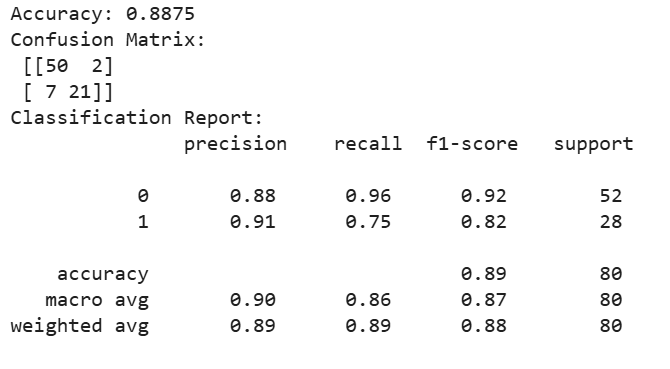 Accuracy: 0.8875
Confusion Matrix:
[[50  2]
[ 7 21]]
Classification Report:
precision recall f1-score support
0 0.88 0.96 0.92 52
1 0.91 0.75 0.82 28
accuracy 0.89 80
macro avg 0.90 0.86 0.87 80
weighted avg 0.89 0.89 0.88 80